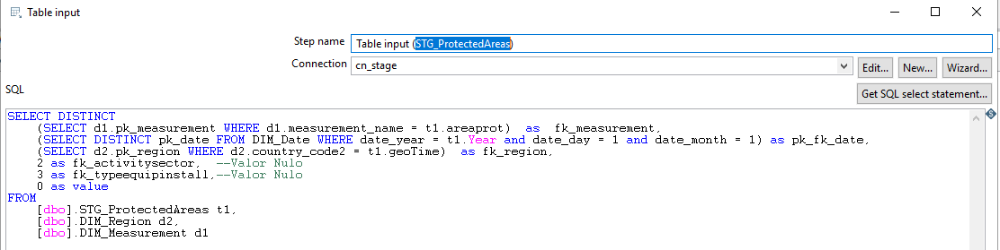 Table input
Step name Table input (STG_ProtectedAreas)
Connection cn_stage Edit... New... Wizard...
SQL Get SQL select statement...
SELECT DISTINCT
(SELECT d1.pk_measurement WHERE d1.measurement_name = t1.areaprot) as fk_measurement,
(SELECT DISTINCT pk_date FROM DIM_Date WHERE date_year = t1.Year and date_day = 1 and date_month = 1) as pk_fk_date,
(SELECT d2.pk_region WHERE d2.country_code2 = t1.geoTime) as fk_region,
2 as fk_activitysector, --Valor Nulo
3 as fk_typeequipinstall,--Valor Nulo
0 as value
FROM
[dbo].STG_ProtectedAreas t1,
[dbo].DIM_Region d2,
[dbo].DIM_Measurement d1